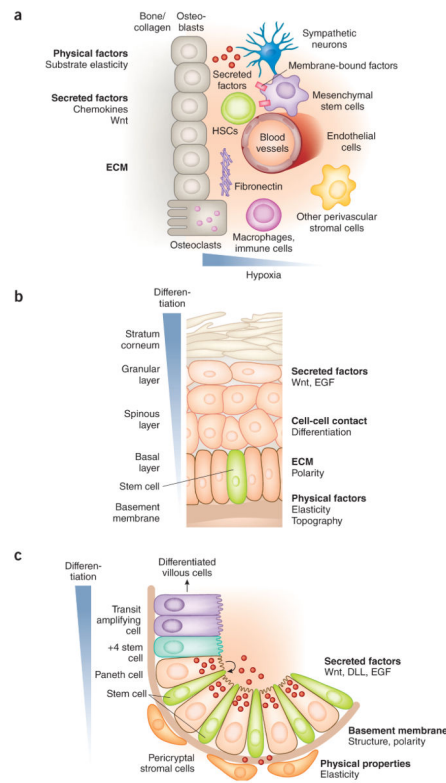 a
Bone/
collagen
Osteo-
blasts
Physical factors
Substrate elasticity
Secreted factors
Chemokines
Wnt
ECM
Sympathetic
neurons
Membrane-bound factors
Secreted
factors
Mesenchymal
stem cells
HSCs
Blood
vessels
Endothelial
cells
Fibronectin
Other perivascular
stromal cells
Osteoclasts
Macrophages,
immune cells
Hypoxia
b
Differen-
tiation
Stratum
corneum
Granular
layer
Spinous
layer
Basal
layer
Stem cell
Basement
membrane
Secreted factors
Wnt, EGF
Cell-cell contact
Differentiation
ECM
Polarity
Physical factors
Elasticity
Topography
c
Differen-
tiation
Differentiated
villous cells
Transit
amplifying
cell
+4 stem
cell
Paneth cell
Stem cell
Pericryptal
stromal cells
Secreted factors
Wnt, DLL, EGF
Basement membrane
Structure, polarity
Physical properties
Elasticity